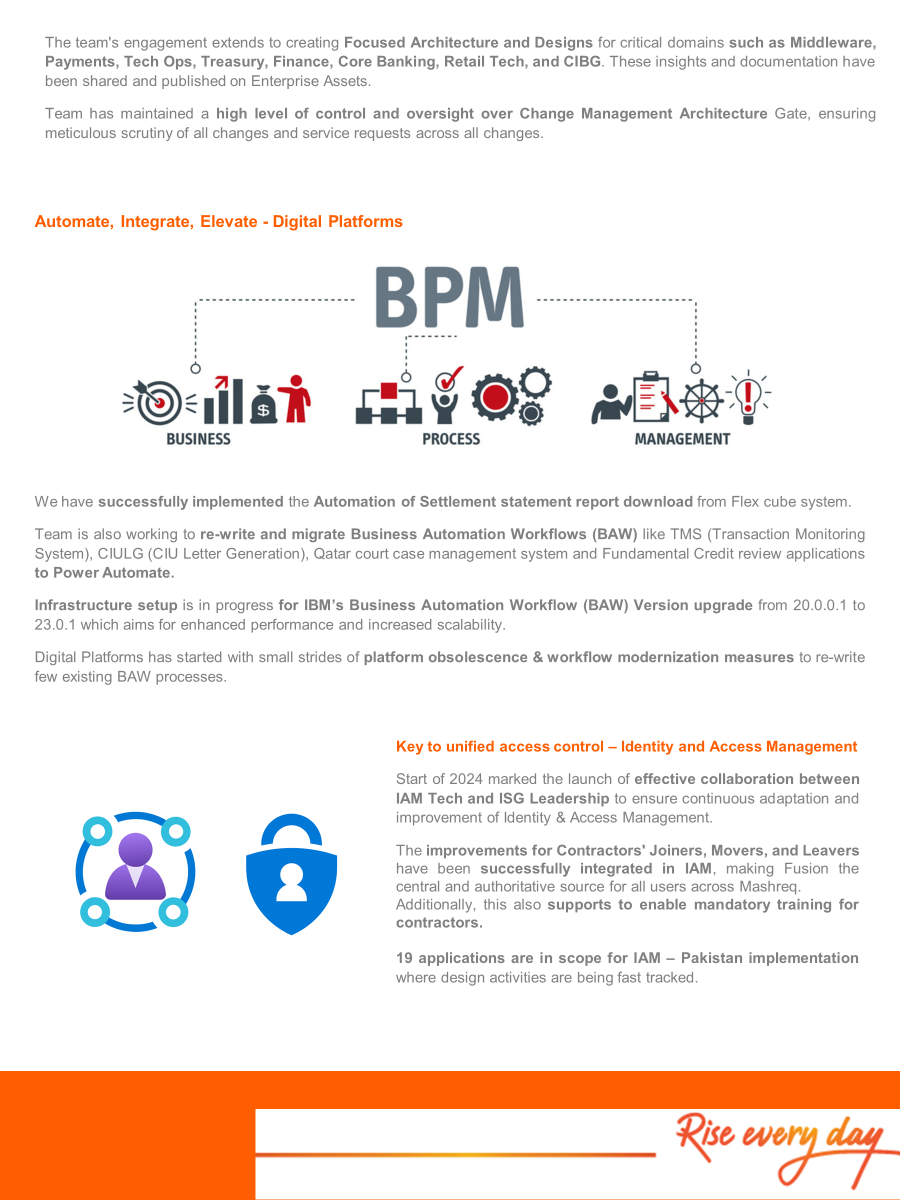 The team's engagement extends to creating Focused Architecture and Designs for critical domains such as Middleware,
Payments, Tech Ops, Treasury, Finance, Core Banking, Retail Tech, and CIBG. These insights and documentation have
been shared and published on Enterprise Assets.
Team has maintained a high level of control and oversight over Change Management Architecture Gate, ensuring
meticulous scrutiny of all changes and service requests across all changes.
Automate, Integrate, Elevate - Digital Platforms
BPM
$
BUSINESS
PROCESS
MANAGEMENT
We have successfully implemented the Automation of Settlement statement report download from Flex cube system.
Team is also working to re-write and migrate Business Automation Workflows (BAW) like TMS (Transaction Monitoring
System), CIULG (CIU Letter Generation), Qatar court case management system and Fundamental Credit review applications
to Power Automate.
Infrastructure setup is in progress for IBM’s Business Automation Workflow (BAW) Version upgrade from 20.0.0.1 to
23.0.1 which aims for enhanced performance and increased scalability.
Digital Platforms has started with small strides of platform obsolescence & workflow modernization measures to re-write
few existing BAW processes.
Key to unified access control – Identity and Access Management
Start of 2024 marked the launch of effective collaboration between
IAM Tech and ISG Leadership to ensure continuous adaptation and
improvement of Identity & Access Management.
The improvements for Contractors' Joiners, Movers, and Leavers
have been successfully integrated in IAM, making Fusion the
central and authoritative source for all users across Mashreq.
Additionally, this also supports to enable mandatory training for
contractors.
19 applications are in scope for IAM – Pakistan implementation
where design activities are being fast tracked.
Rise every day